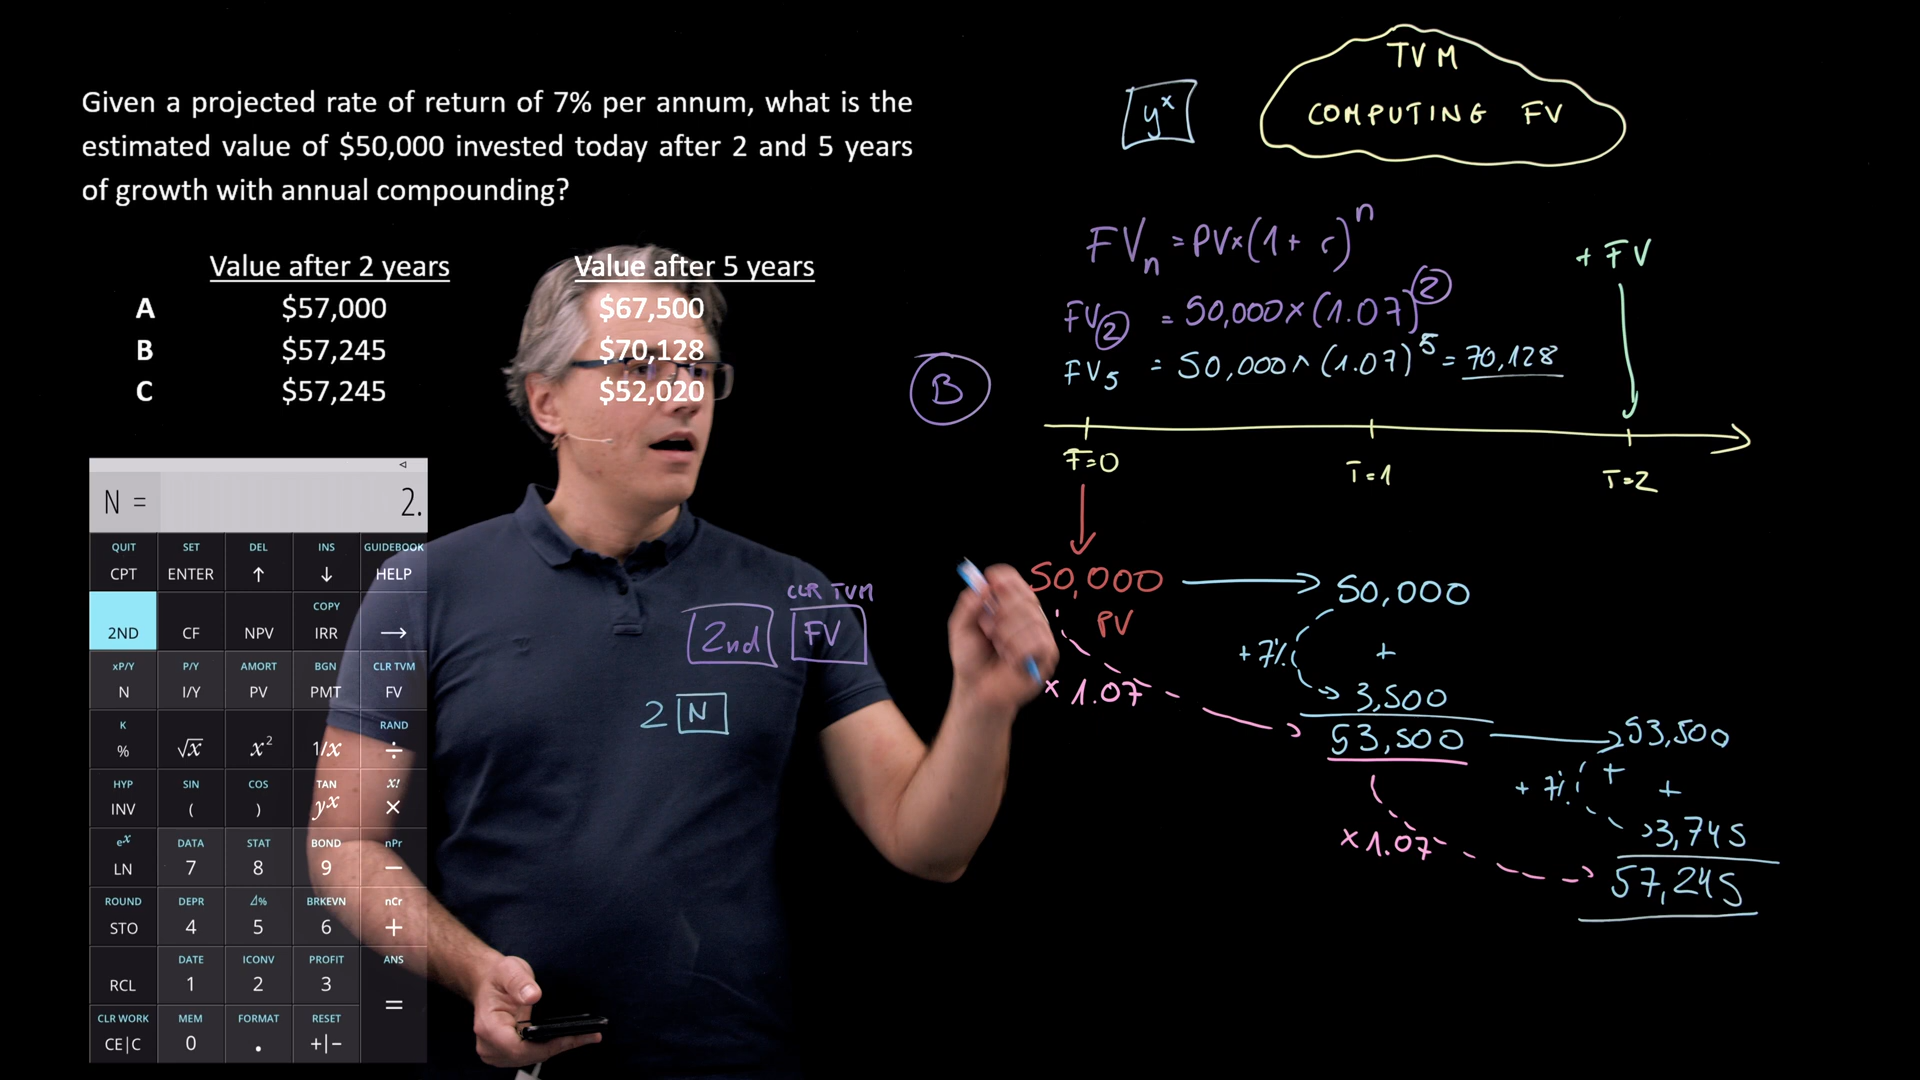 Given a projected rate of return of 7% per annum, what is the
estimated value of $50,000 invested today after 2 and 5 years
of growth with annual compounding?
Value after 2 years Value after 5 years
A $57,000 $67,500
B $57,245 $70,128
C $57,245 $52,020
N = 2.
QUIT SET DEL INS GUIDEBOOK
CPT ENTER ↑ ↓ HELP
COPY
2ND CF NPV IRR →
xP/Y P/Y AMORT BGN CLR TVM
N I/Y PV PMT FV
K RAND
% √x x² 1/x ÷
HYP SIN COS TAN x!
INV ( ) yˣ ×
eˣ DATA STAT BOND nPr
LN 7 8 9 −
ROUND DEPR Δ% BRKEVN nCr
STO 4 5 6 +
DATE ICONV PROFIT ANS
RCL 1 2 3 =
CLR WORK MEM FORMAT RESET
CE|C 0 . +|−
CLR TVM
2nd FV
2 N
B
yˣ
TVM
COMPUTING FV
FVₙ = PV×(1+ r)ⁿ
FV₂ = 50,000×(1.07)²
FV₅ = 50,000×(1.07)⁵ = 70,128
+ FV
T=0 T=1 T=2
50,000 → 50,000
PV
+7% +
×1.07 3,500
53,500 → 53,500
+7% + +
×1.07 3,745
57,245